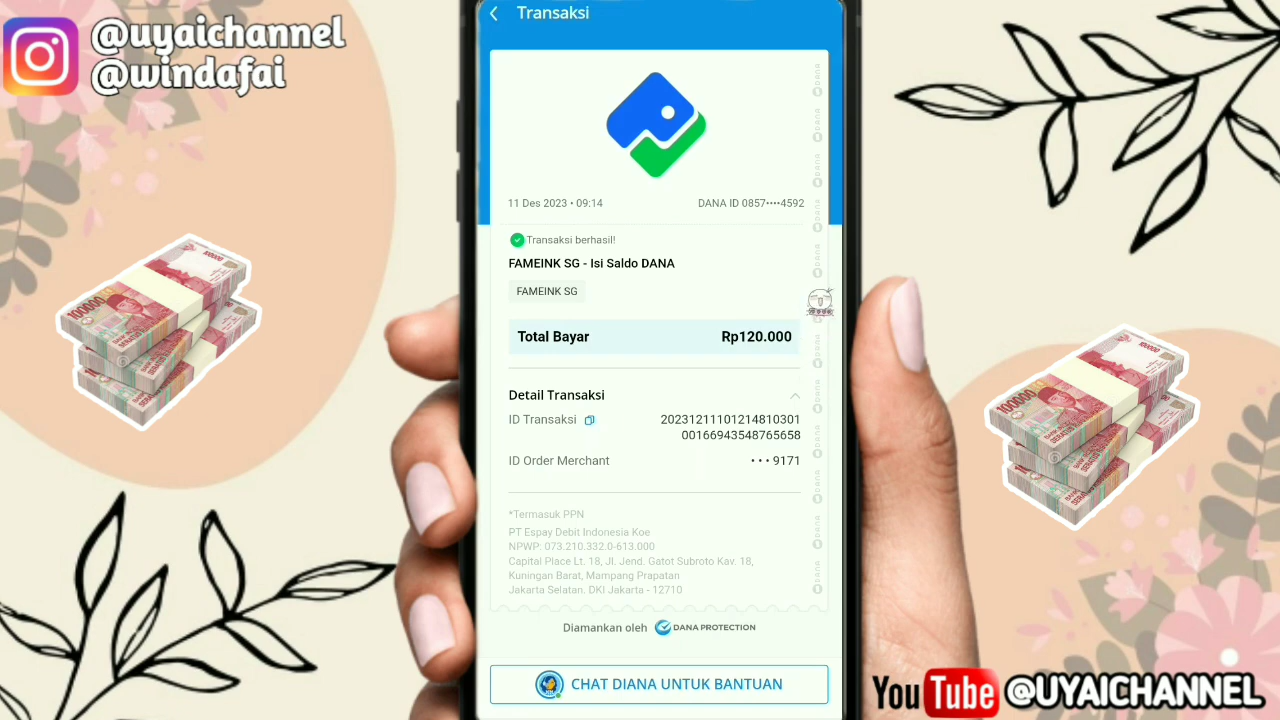 @uyaichannel
@windafai
Transaksi
11 Des 2023 • 09:14
DANA ID 0857••••4592
Transaksi berhasil!
FAMEINK SG - Isi Saldo DANA
FAMEINK SG
Total Bayar
Rp120.000
Detail Transaksi
ID Transaksi
20231211101214810301
00166943548765658
ID Order Merchant
• • • 9171
*Termasuk PPN
PT Espay Debit Indonesia Koe
NPWP: 073.210.332.0-613.000
Capital Place Lt. 18, Jl. Jend. Gatot Subroto Kav. 18,
Kuningan Barat, Mampang Prapatan
Jakarta Selatan. DKI Jakarta - 12710
Diamankan oleh
DANA PROTECTION
CHAT DIANA UNTUK BANTUAN
100000
100000
YouTube @UYAICHANNEL